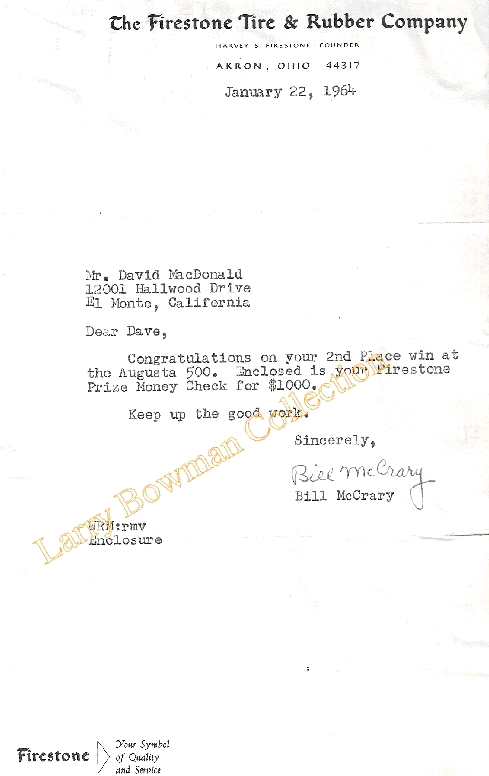 The Firestone Tire & Rubber Company
HARVEY S. FIRESTONE FOUNDER
AKRON, OHIO 44317
January 22, 1964
Mr. David MacDonald
12001 Hallwood Drive
El Monte, California
Dear Dave,
Congratulations on your 2nd Place win at
the Augusta 500. Enclosed is your Firestone
Prize Money Check for $1000.
Keep up the good work.
Sincerely,
Bill McCrary
Bill McCrary
WRM:rmv
Enclosure
Larry Bowman Collection
Firestone
Your Symbol
of Quality
and Service